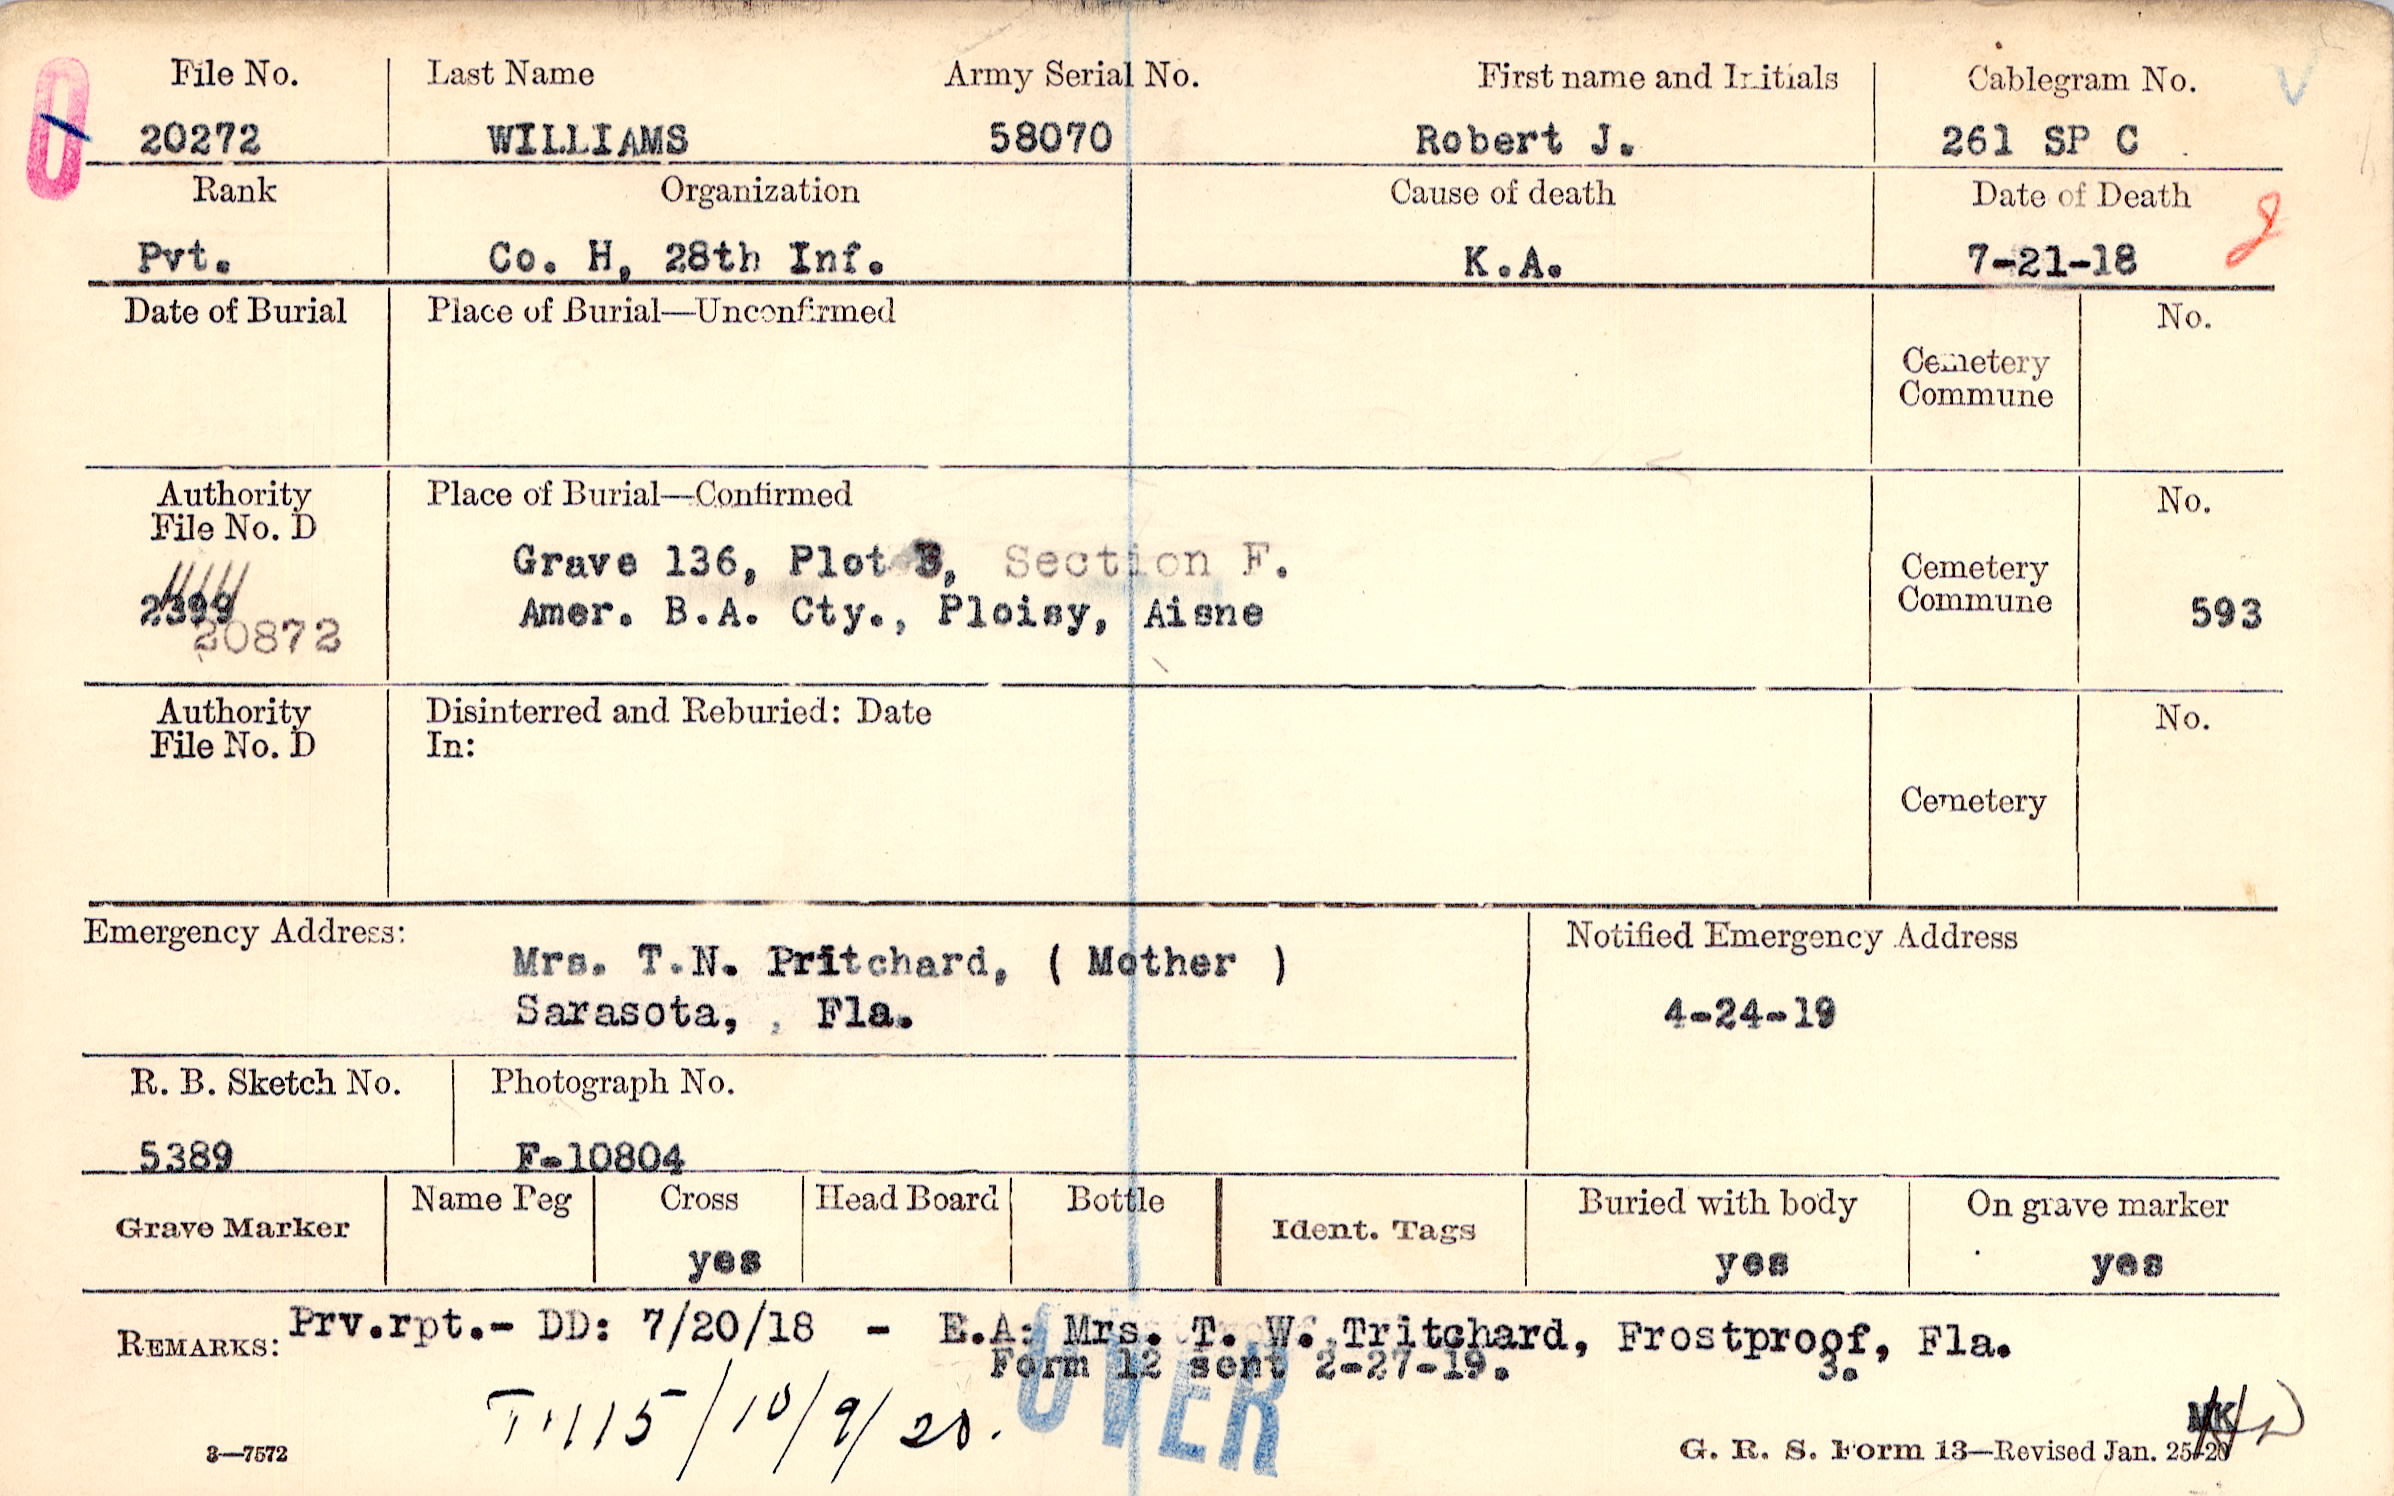 File No. Last Name Army Serial No. First name and Initials Cablegram No.
20272 WILLIAMS 58070 Robert J. 261 SP C
Rank Organization Cause of death Date of Death
Pvt. Co. H, 28th Inf. K.A. 7-21-18
Date of Burial Place of Burial—Unconfirmed No.
Cemetery
Commune
Authority Place of Burial—Confirmed No.
File No. D
Grave 136, Plot B, Section F.
Cemetery
2399 Amer. B.A. Cty., Ploisy, Aisne Commune 593
20872
Authority Disinterred and Reburied: Date No.
File No. D In:
Cemetery
Emergency Address: Notified Emergency Address
Mrs. T.N. Pritchard, ( Mother )
Sarasota, , Fla. 4-24-19
R. B. Sketch No. Photograph No.
5389 F-10804
Grave Marker Name Peg Cross Head Board Bottle Ident. Tags Buried with body On grave marker
yes yes yes
REMARKS: Prv.rpt.- DD: 7/20/18 - E.A: Mrs. T. W. Tritchard, Frostproof, Fla.
Form 12 sent 2-27-19. 3.
10/9/20.
OVER
MK
3—7572 G. R. S. Form 13—Revised Jan. 25-20